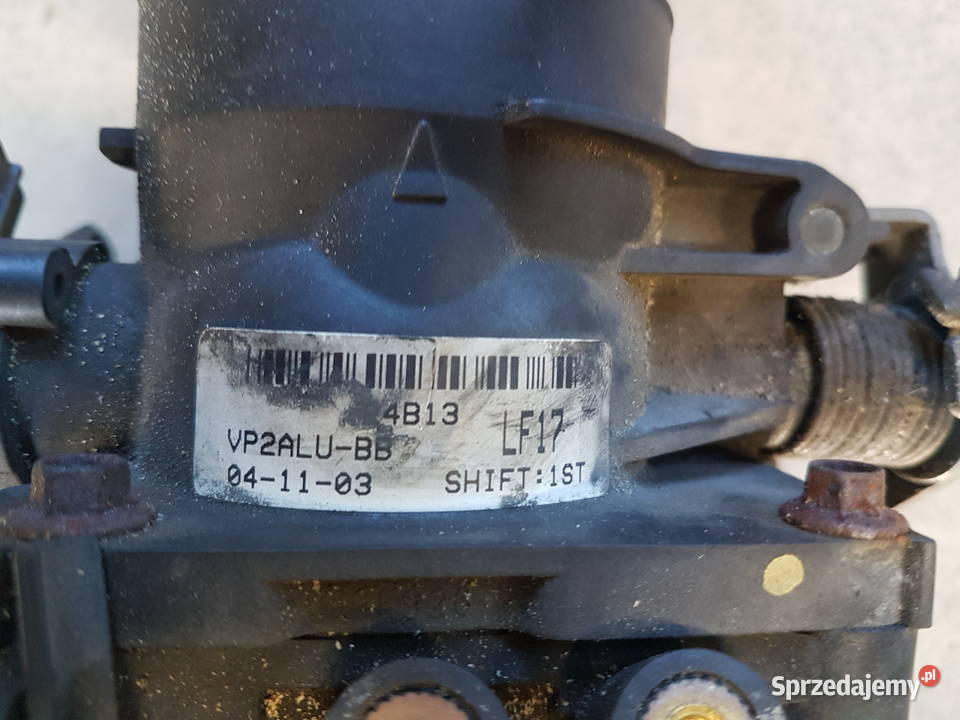 4B13
LF17
VP2ALU-BB
04-11-03 SHIFT:1ST
Sprzedajemy.pl